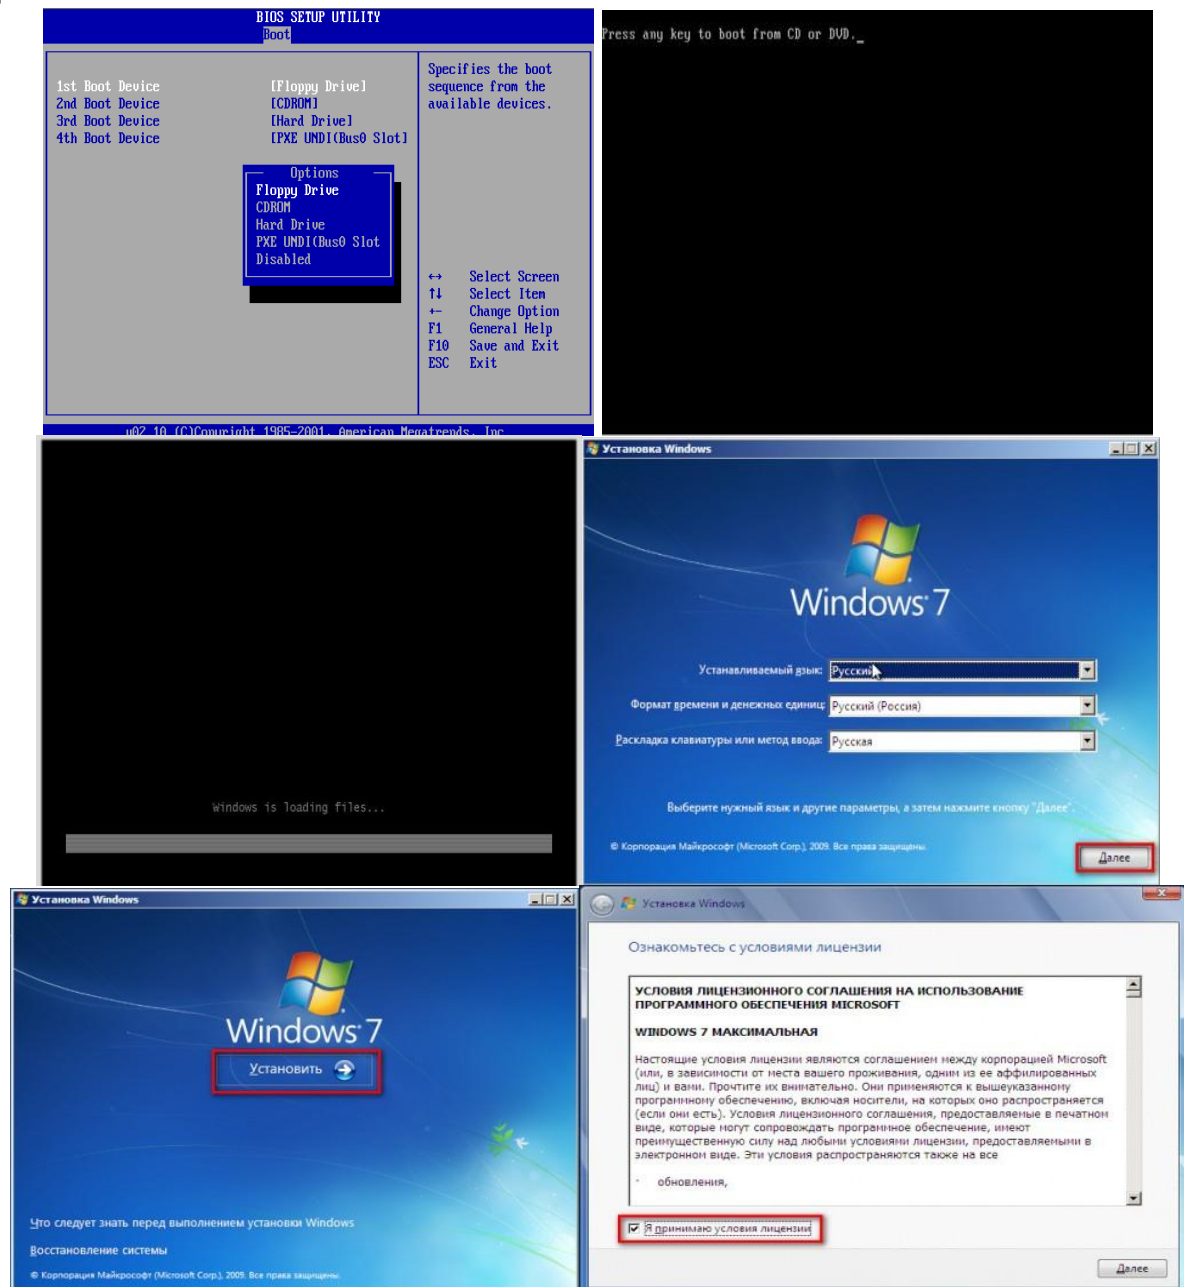 BIOS SETUP UTILITY
Boot
1st Boot Device [Floppy Drive]
2nd Boot Device [CDROM]
3rd Boot Device [Hard Drive]
4th Boot Device [PXE UNDI(Bus0 Slot]
Options
Floppy Drive
CDROM
Hard Drive
PXE UNDI(Bus0 Slot
Disabled
Specifies the boot
sequence from the
available devices.
↔ Select Screen
↑↓ Select Item
+- Change Option
F1 General Help
F10 Save and Exit
ESC Exit
v02.10 (C)Copyright 1985-2001, American Megatrends, Inc
Press any key to boot from CD or DVD._
Windows is loading files...
Установка Windows
Windows 7
Устанавливаемый язык: Русский
Формат времени и денежных единиц: Русский (Россия)
Раскладка клавиатуры или метод ввода: Русская
Выберите нужный язык и другие параметры, а затем нажмите кнопку "Далее".
© Корпорация Майкрософт (Microsoft Corp.), 2009. Все права защищены.
Далее
Установка Windows
Windows 7
Установить
Что следует знать перед выполнением установки Windows
Восстановление системы
© Корпорация Майкрософт (Microsoft Corp.), 2009. Все права защищены.
Установка Windows
Ознакомьтесь с условиями лицензии
УСЛОВИЯ ЛИЦЕНЗИОННОГО СОГЛАШЕНИЯ НА ИСПОЛЬЗОВАНИЕ
ПРОГРАММНОГО ОБЕСПЕЧЕНИЯ MICROSOFT
WINDOWS 7 МАКСИМАЛЬНАЯ
Настоящие условия лицензии являются соглашением между корпорацией Microsoft
(или, в зависимости от места вашего проживания, одним из ее аффилированных
лиц) и вами. Прочтите их внимательно. Они применяются к вышеуказанному
программному обеспечению, включая носители, на которых оно распространяется
(если они есть). Условия лицензионного соглашения, предоставляемые в печатном
виде, которые могут сопровождать программное обеспечение, имеют
преимущественную силу над любыми условиями лицензии, предоставляемыми в
электронном виде. Эти условия распространяются также на все
- обновления,
Я принимаю условия лицензии
Далее